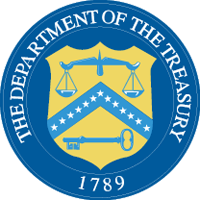 THE DEPARTMENT OF THE TREASURY
1789